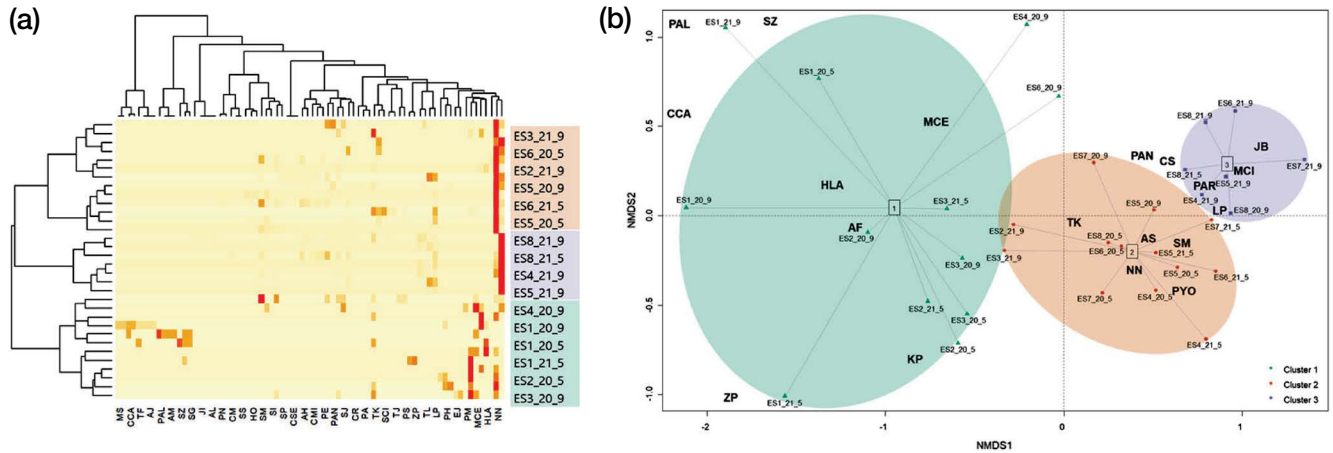 (a)
ES3_21_9
ES6_20_5
ES2_21_9
ES5_20_9
ES6_21_5
ES5_20_5
ES8_21_9
ES8_21_5
ES4_21_9
ES5_21_9
ES4_20_9
ES1_20_9
ES1_20_5
ES1_21_5
ES2_20_5
ES3_20_9
MS CCA TF AJ PAL AM SZ SG JI AL PN CM SS HO SM SI SP CSE AH CMI PE PAN SJ CR PA TK SCI TJ PS ZP TL LP PH EJ PM MCE HLA NN
(b)
PAL ES1_21_9 SZ ES4_20_9
1.0
ES1_20_5
ES6_20_9
CCA MCE
0.5
ES8_21_9 ES6_21_9
JB
PAN CS
ES7_20_9
3
MCI ES7_21_9
ES8_21_5
ES5_21_9
HLA
PAR
ES4_21_9
LP
ES1_20_9 1 ES3_21_5 ES5_20_9 ES8_20_9
0.0
NMDS2
AF TK
ES2_20_9 ES2_21_9 ES8_20_5 AS SM ES7_21_5
ES3_21_9 ES6_20_5 2 ES5_21_5
ES3_20_9 NN ES5_20_5 ES6_21_5
PYO
ES7_20_5 ES4_20_5
-0.5
ES2_21_5
ES3_20_5
KP ES2_20_5
ES4_21_5
-1.0
ZP ES1_21_5
Cluster 1
Cluster 2
Cluster 3
-2 -1 0 1
NMDS1